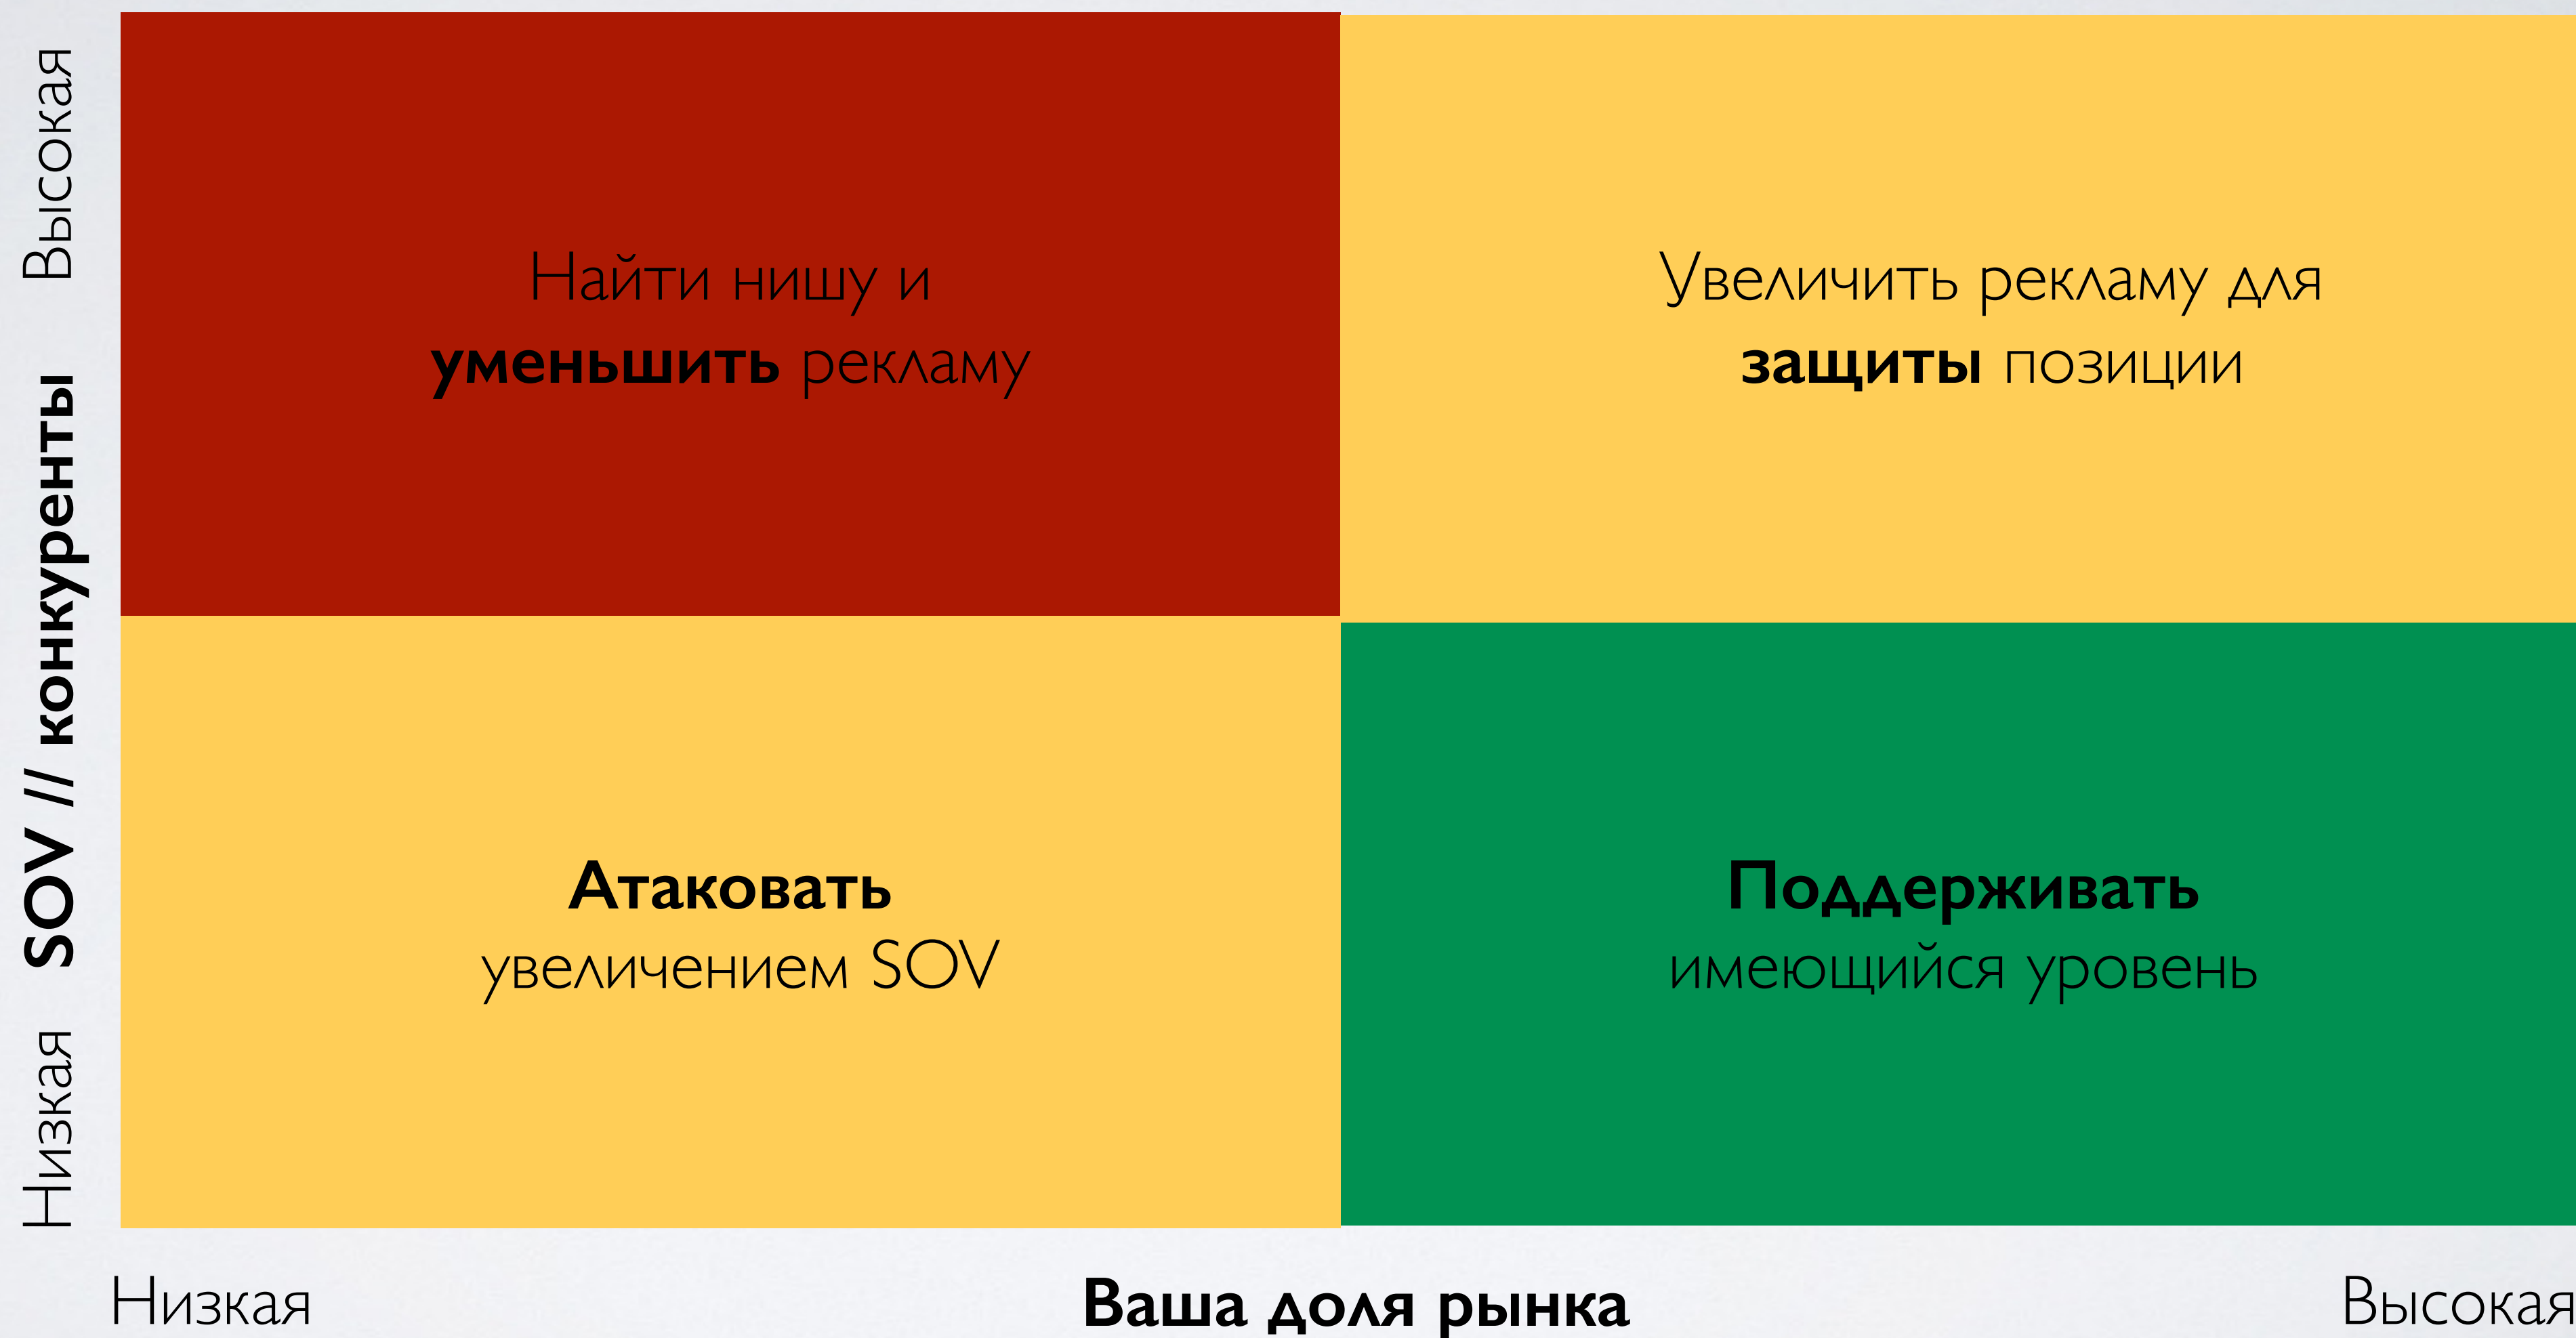 Высокая
SOV // конкуренты
Низкая
Найти нишу и
уменьшить рекламу
Увеличить рекламу для
защиты позиции
Атаковать
увеличением SOV
Поддерживать
имеющийся уровень
Низкая
Ваша доля рынка
Высокая